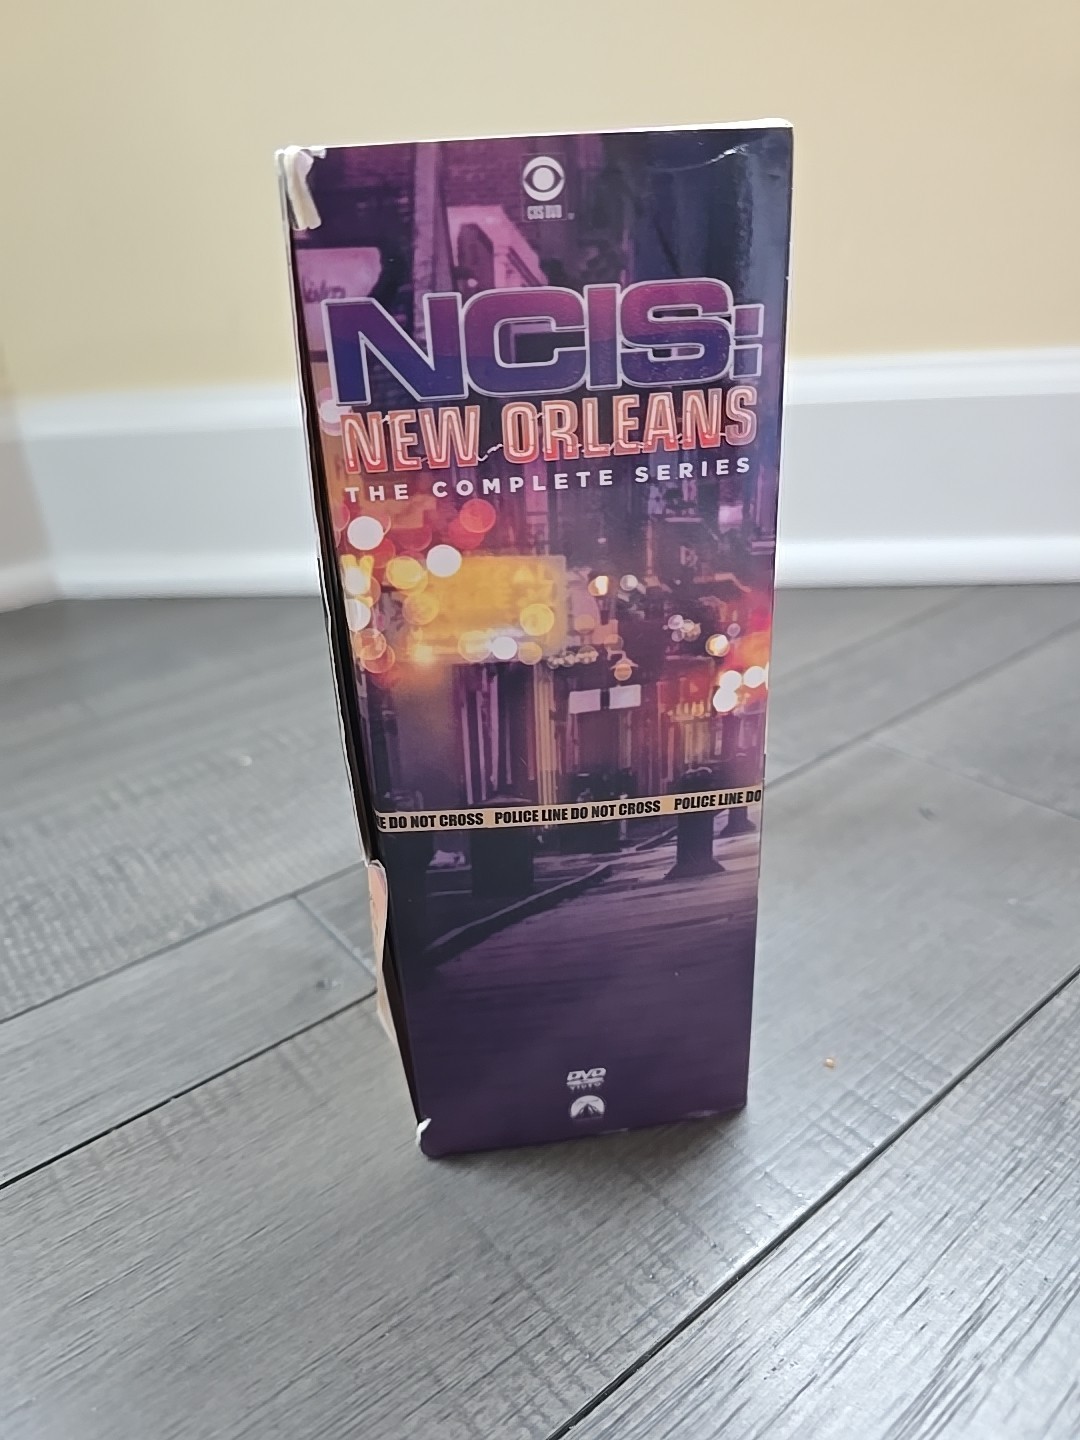 CBS DVD
NCIS:
NEW ORLEANS
THE COMPLETE SERIES
E DO NOT CROSS POLICE LINE DO NOT CROSS POLICE LINE DO
DVD
VIDEO